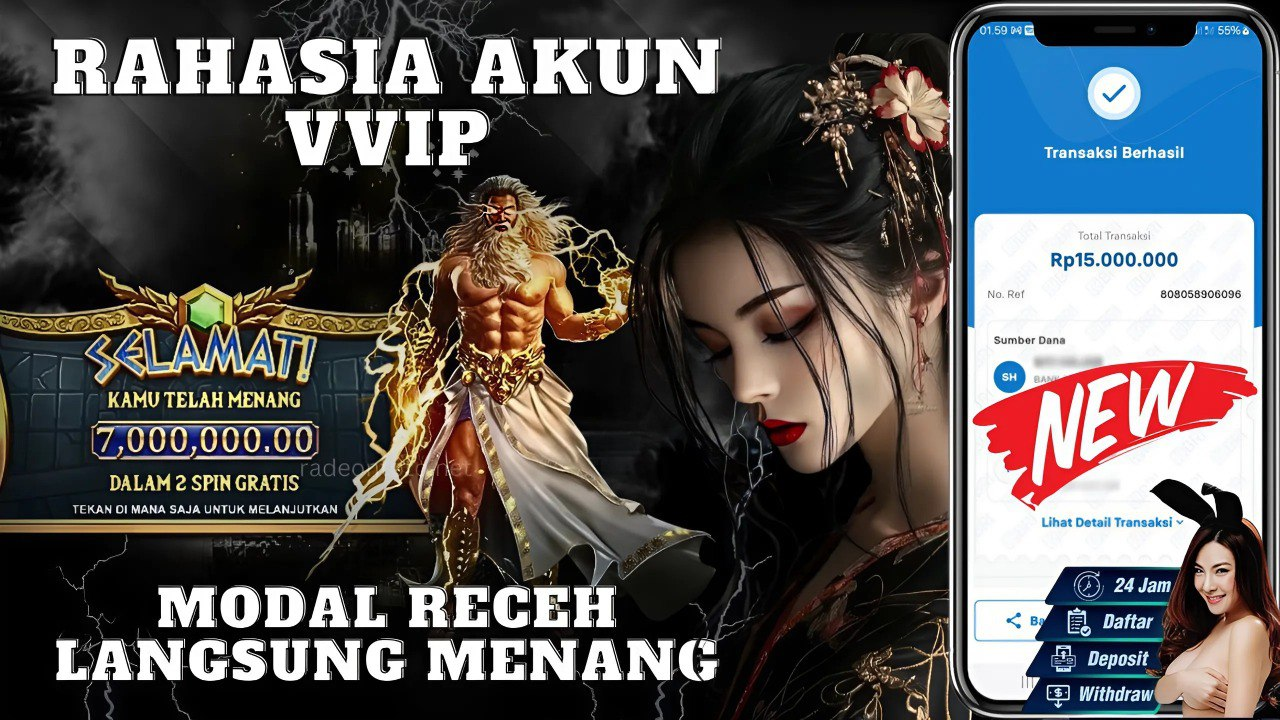 RAHASIA AKUN
VVIP
SELAMAT!
KAMU TELAH MENANG
7,000,000.00
DALAM 2 SPIN GRATIS
TEKAN DI MANA SAJA UNTUK MELANJUTKAN
MODAL RECEH
LANGSUNG MENANG
01.59
55%
Transaksi Berhasil
Total Transaksi
Rp15.000.000
No. Ref 808058906096
Sumber Dana
SH
BANK
NEW
Lihat Detail Transaksi
Ba
24 Jam
Daftar
Deposit
Withdraw